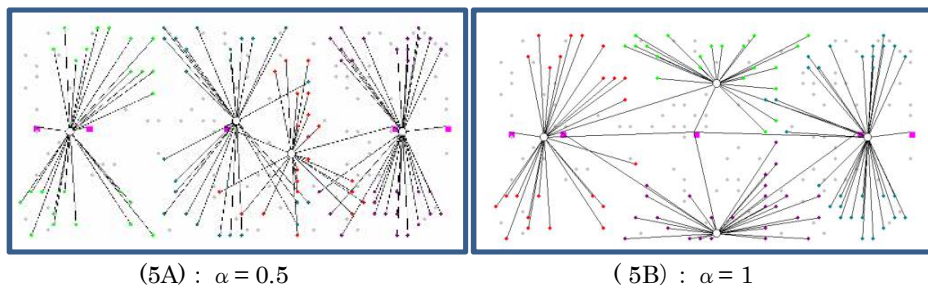 (5A) : α = 0.5
( 5B) : α = 1